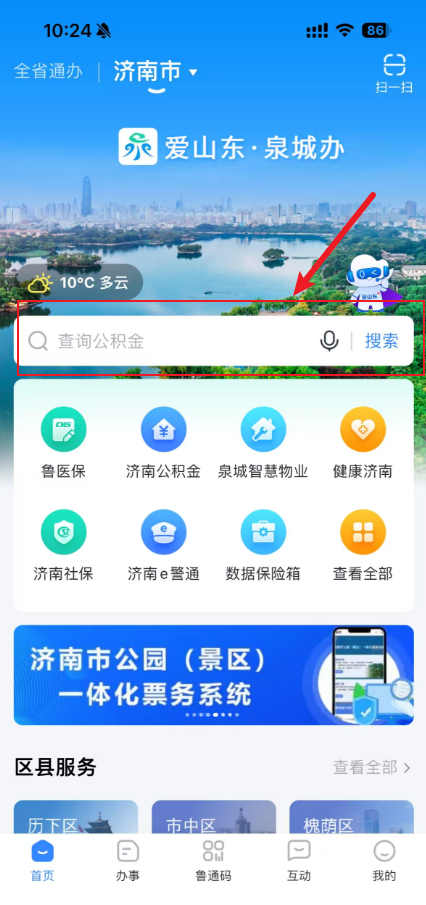 10:24
86
全省通办
济南市
扫一扫
爱山东·泉城办
10°C 多云
查询公积金
搜索
鲁医保
济南公积金
泉城智慧物业
健康济南
济南社保
济南e警通
数据保险箱
查看全部
济南市公园（景区）
一体化票务系统
区县服务
查看全部
历下区
市中区
槐荫区
首页
办事
鲁通码
互动
我的